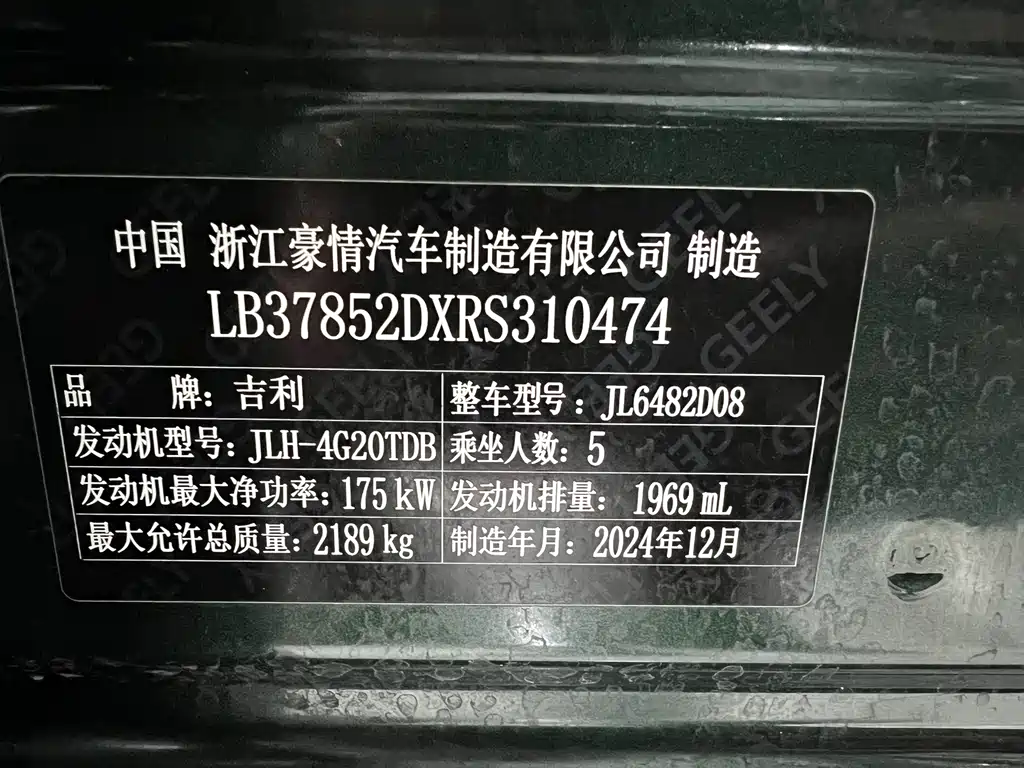 中国 浙江豪情汽车制造有限公司 制造
LB37852DXRS310474
品 牌：吉利 整车型号：JL6482D08
发动机型号：JLH-4G20TDB 乘坐人数：5
发动机最大净功率：175 kW 发动机排量： 1969 mL
最大允许总质量：2189 kg 制造年月：2024年12月
GEELY
GEELY
GEELY
GEELY